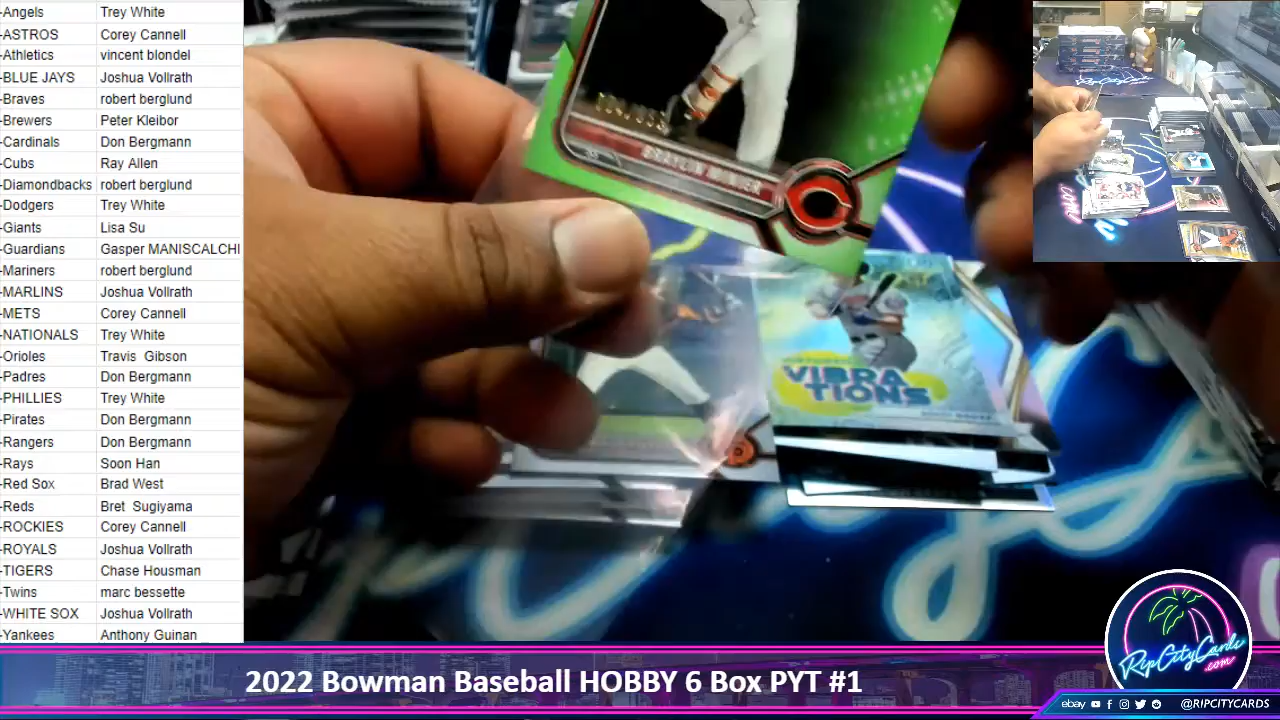 -Angels Trey White
-ASTROS Corey Cannell
-Athletics vincent blondel
-BLUE JAYS Joshua Vollrath
-Braves robert berglund
-Brewers Peter Kleibor
-Cardinals Don Bergmann
-Cubs Ray Allen
-Diamondbacks robert berglund
-Dodgers Trey White
-Giants Lisa Su
-Guardians Gasper MANISCALCHI
-Mariners robert berglund
-MARLINS Joshua Vollrath
-METS Corey Cannell
-NATIONALS Trey White
-Orioles Travis Gibson
-Padres Don Bergmann
-PHILLIES Trey White
-Pirates Don Bergmann
-Rangers Don Bergmann
-Rays Soon Han
-Red Sox Brad West
-Reds Bret Sugiyama
-ROCKIES Corey Cannell
-ROYALS Joshua Vollrath
-TIGERS Chase Housman
-Twins marc bessette
-WHITE SOX Joshua Vollrath
-Yankees Anthony Guinan
VIBRA
TIONS
RipCityCards
.com
2022 Bowman Baseball HOBBY 6 Box PYT #1
ebay @RIPCITYCARDS